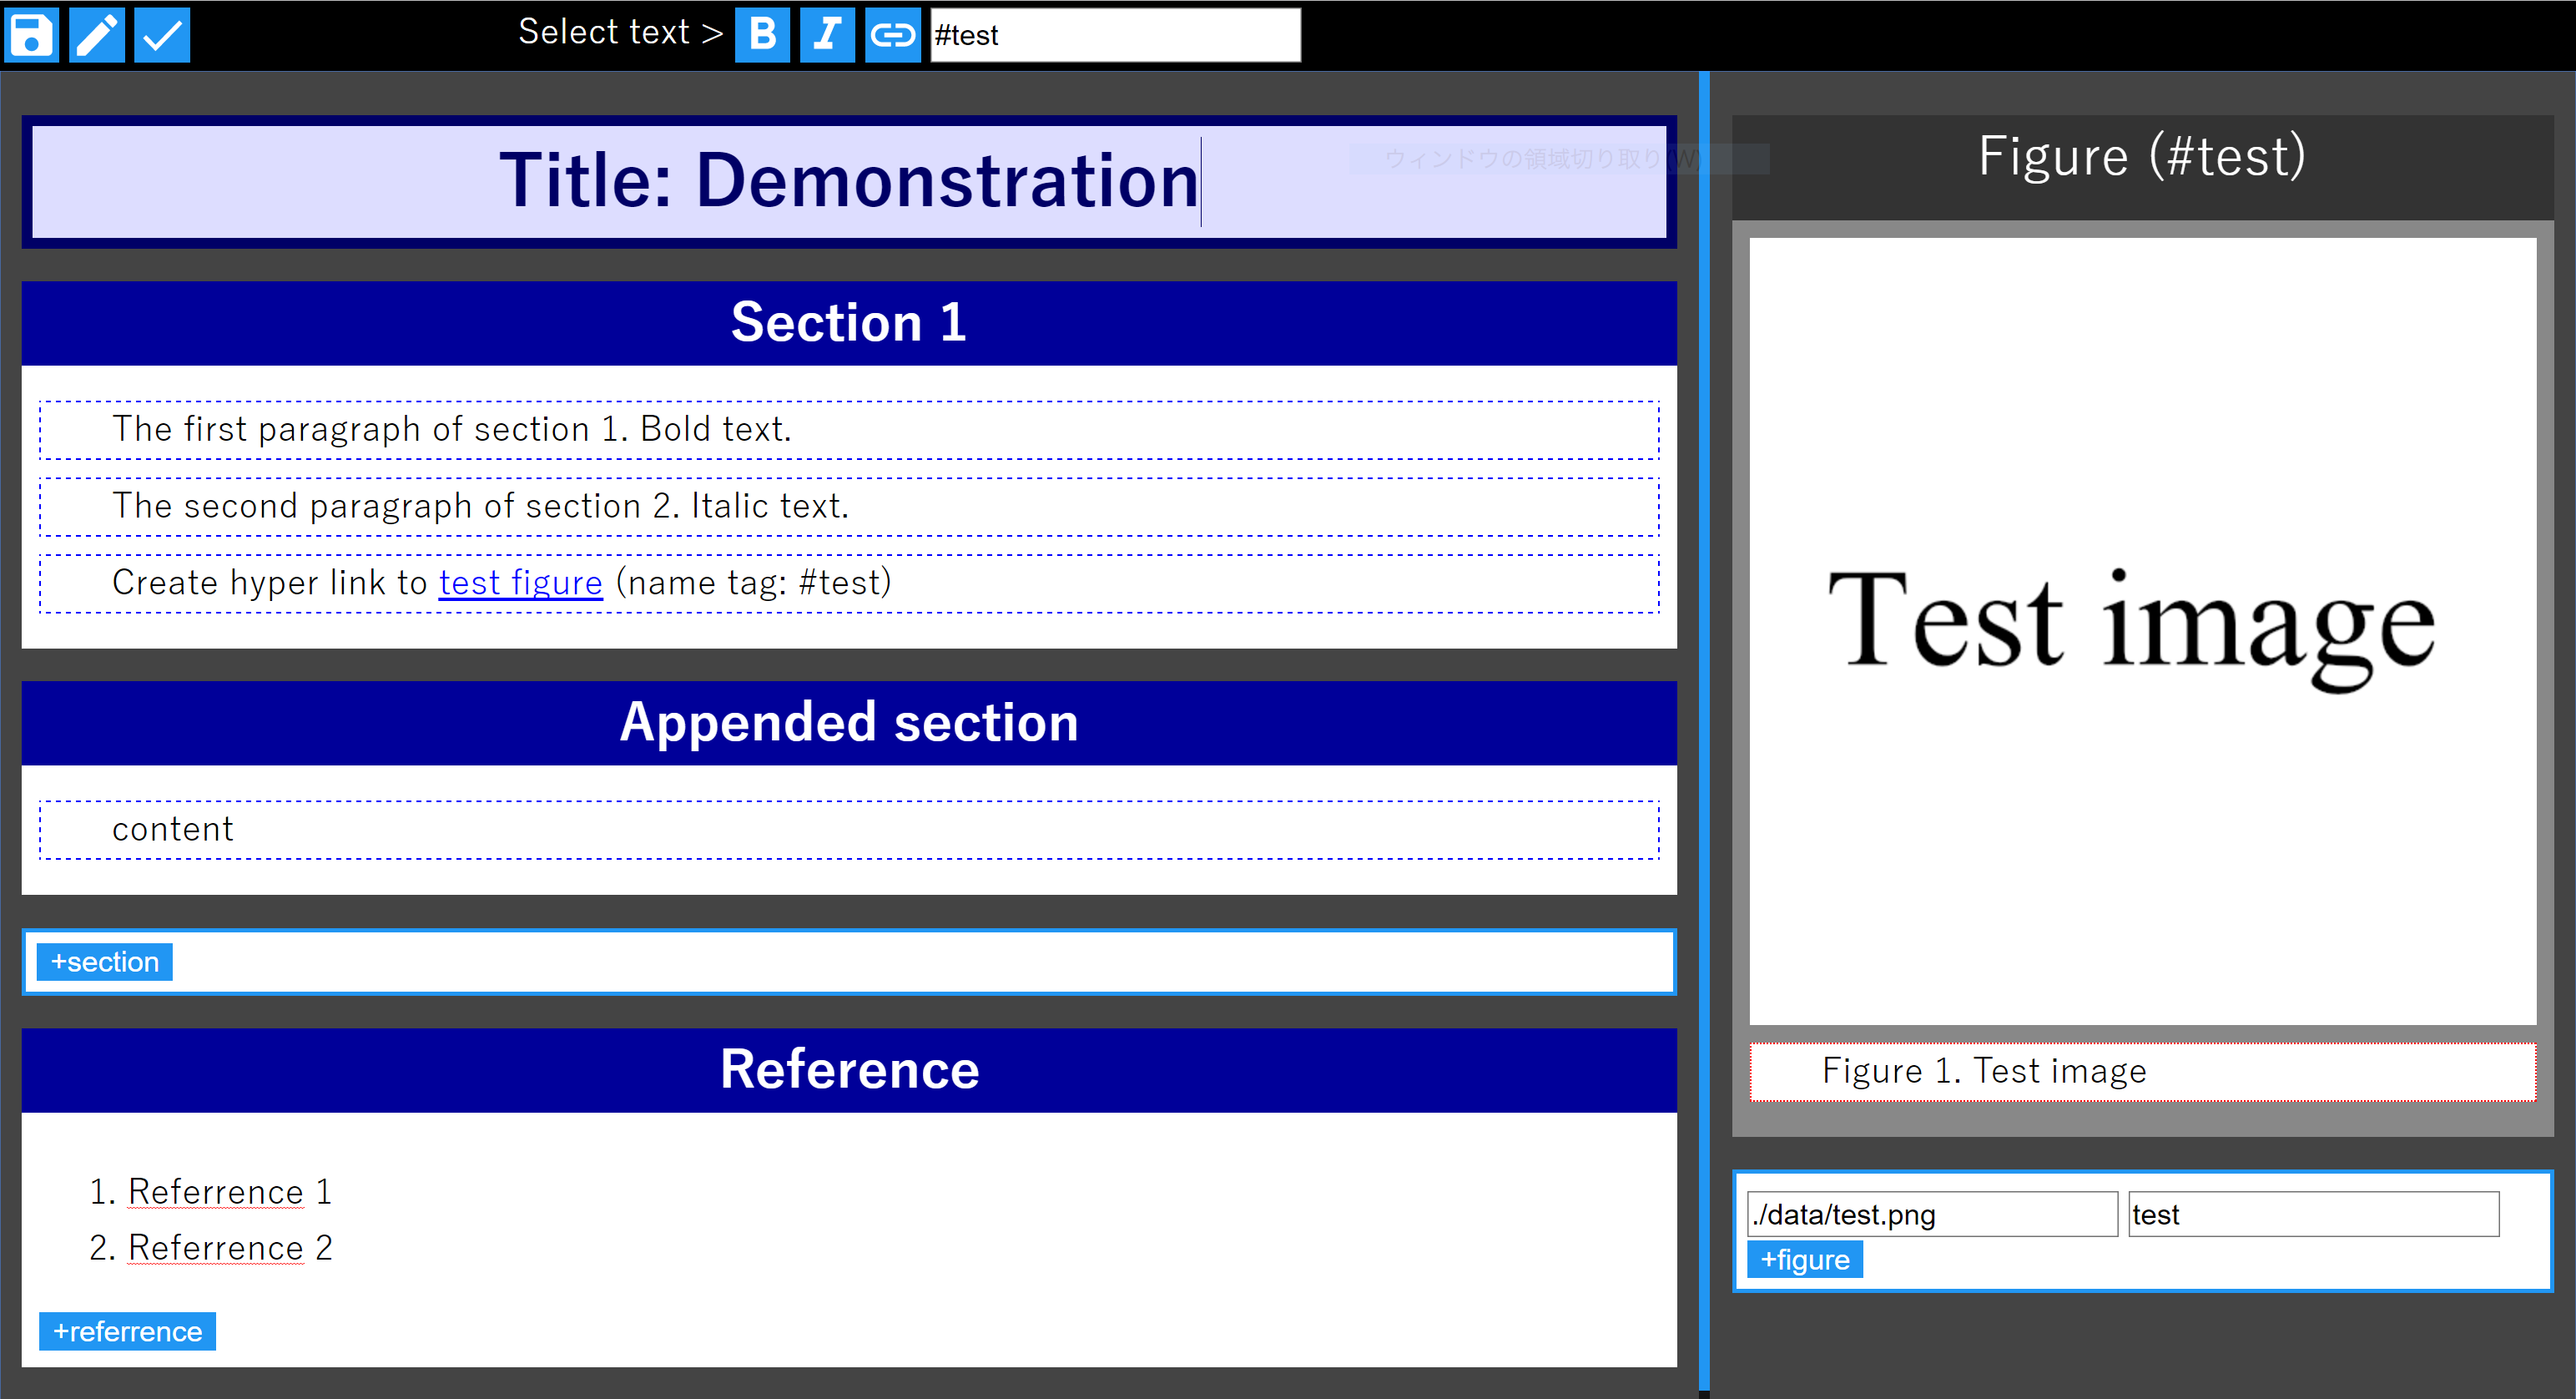 Select text > B I #test
Title: Demonstration
ウィンドウの領域切り取り(W)
Section 1
The first paragraph of section 1. Bold text.
The second paragraph of section 2. Italic text.
Create hyper link to test figure (name tag: #test)
Appended section
content
+section
Reference
1. Referrence 1
2. Referrence 2
+referrence
Figure (#test)
Test image
Figure 1. Test image
./data/test.png test
+figure